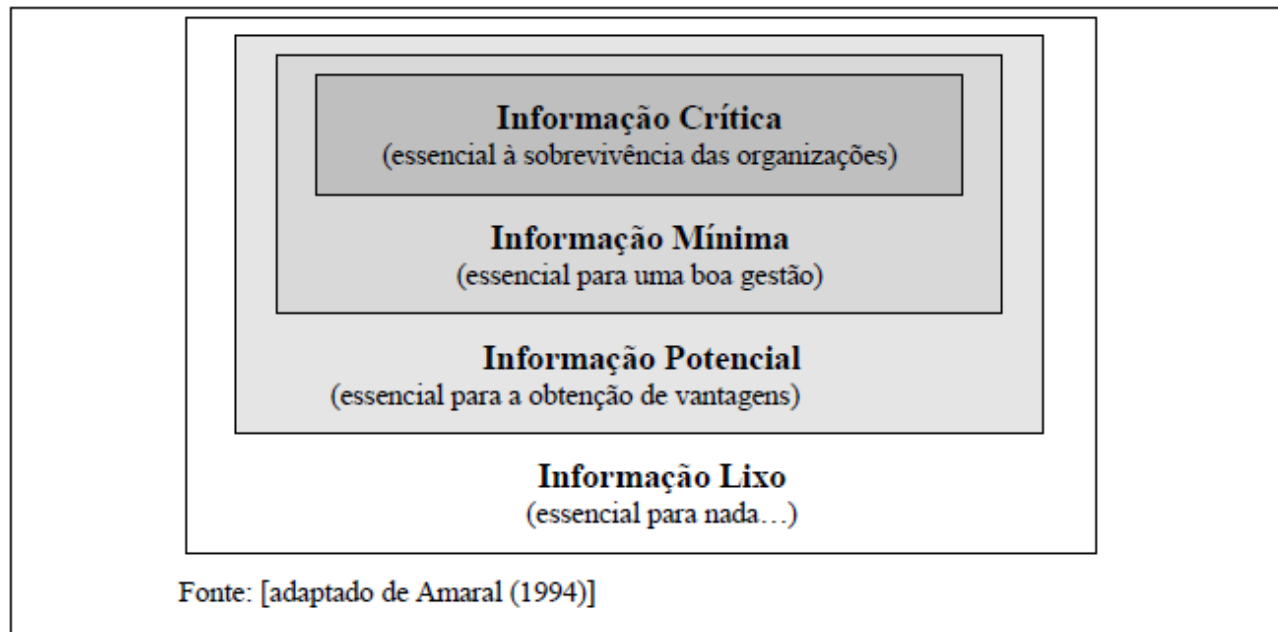 Informação Crítica
(essencial à sobrevivência das organizações)
Informação Mínima
(essencial para uma boa gestão)
Informação Potencial
(essencial para a obtenção de vantagens)
Informação Lixo
(essencial para nada…)
Fonte: [adaptado de Amaral (1994)]